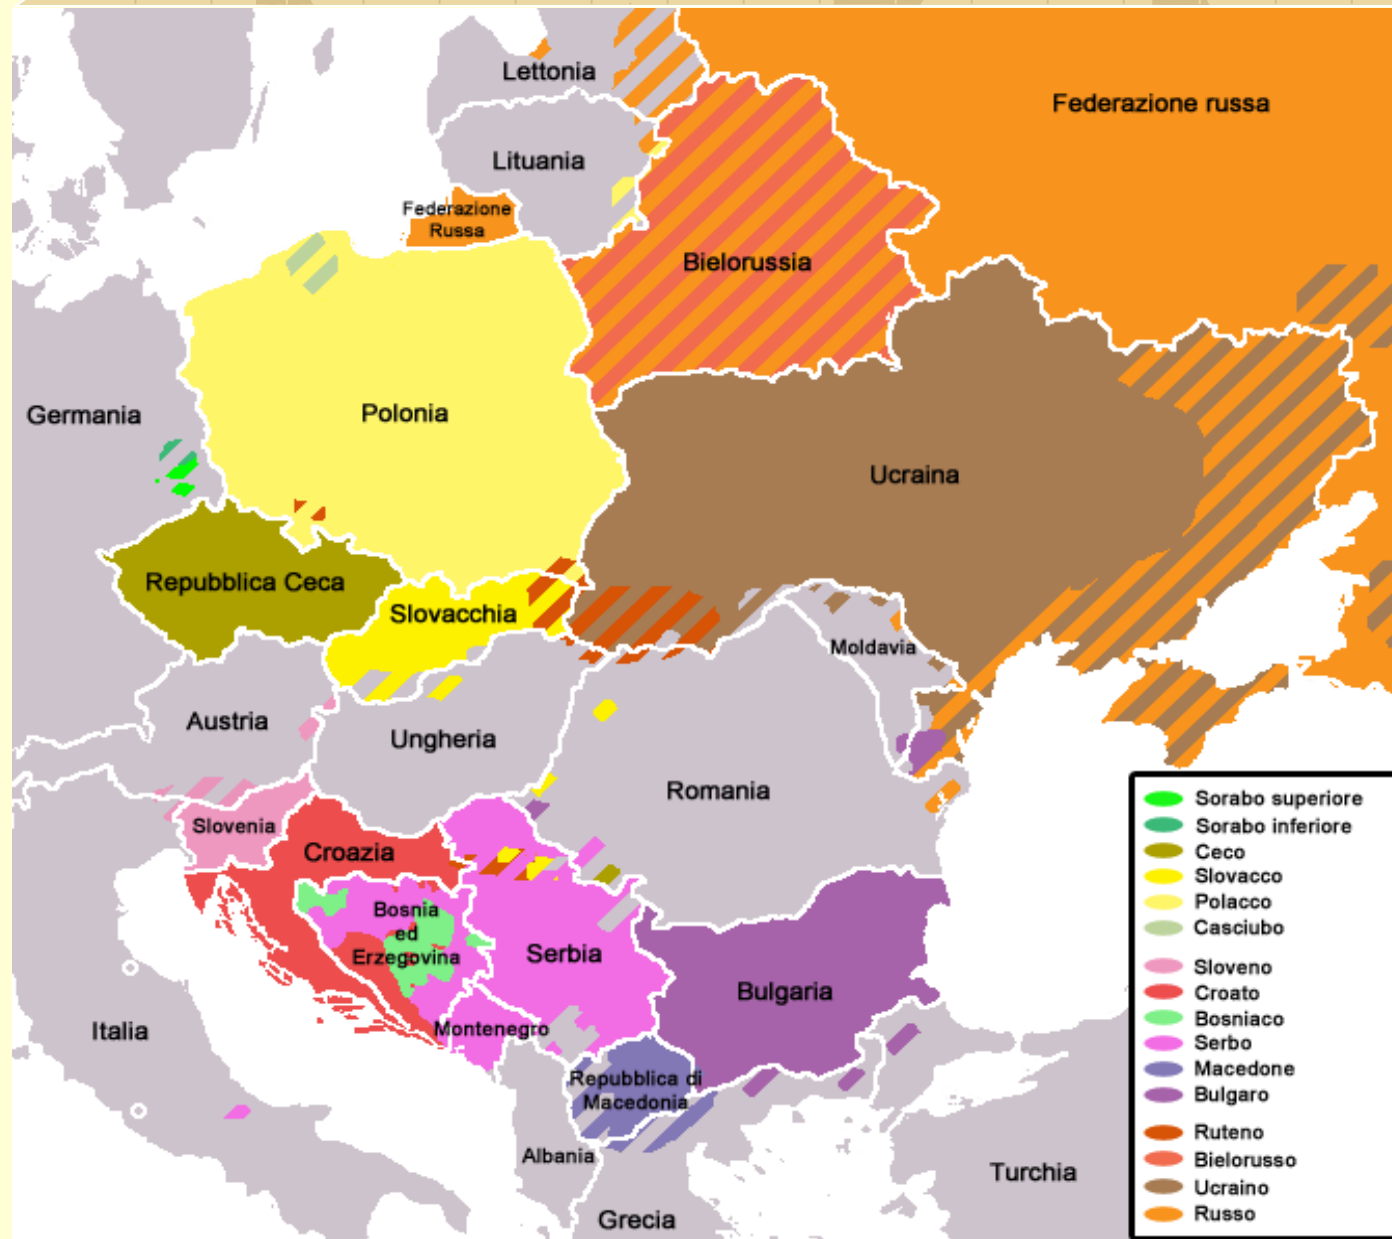 Lettonia
Federazione russa
Lituania
Federazione
Russa
Bielorussia
Germania
Polonia
Ucraina
Repubblica Ceca
Slovacchia
Moldavia
Austria
Ungheria
Romania
Slovenia
Croazia
Bosnia
ed
Erzegovina
Serbia
Bulgaria
Italia
Montenegro
Repubblica di
Macedonia
Albania
Turchia
Grecia
Sorabo superiore
Sorabo inferiore
Ceco
Slovacco
Polacco
Casciubo
Sloveno
Croato
Bosniaco
Serbo
Macedone
Bulgaro
Ruteno
Bielorusso
Ucraino
Russo